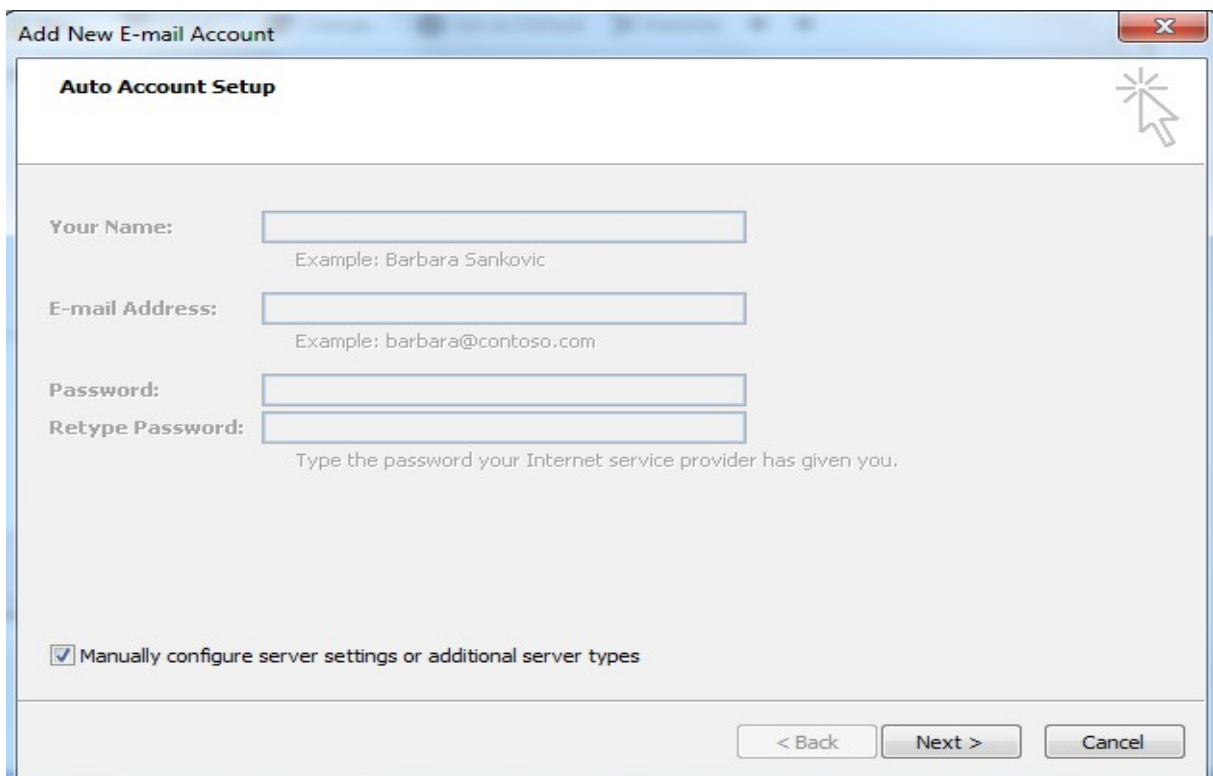 Add New E-mail Account
Auto Account Setup
Your Name:
Example: Barbara Sankovic
E-mail Address:
Example: barbara@contoso.com
Password:
Retype Password:
Type the password your Internet service provider has given you.
Manually configure server settings or additional server types
< Back Next > Cancel